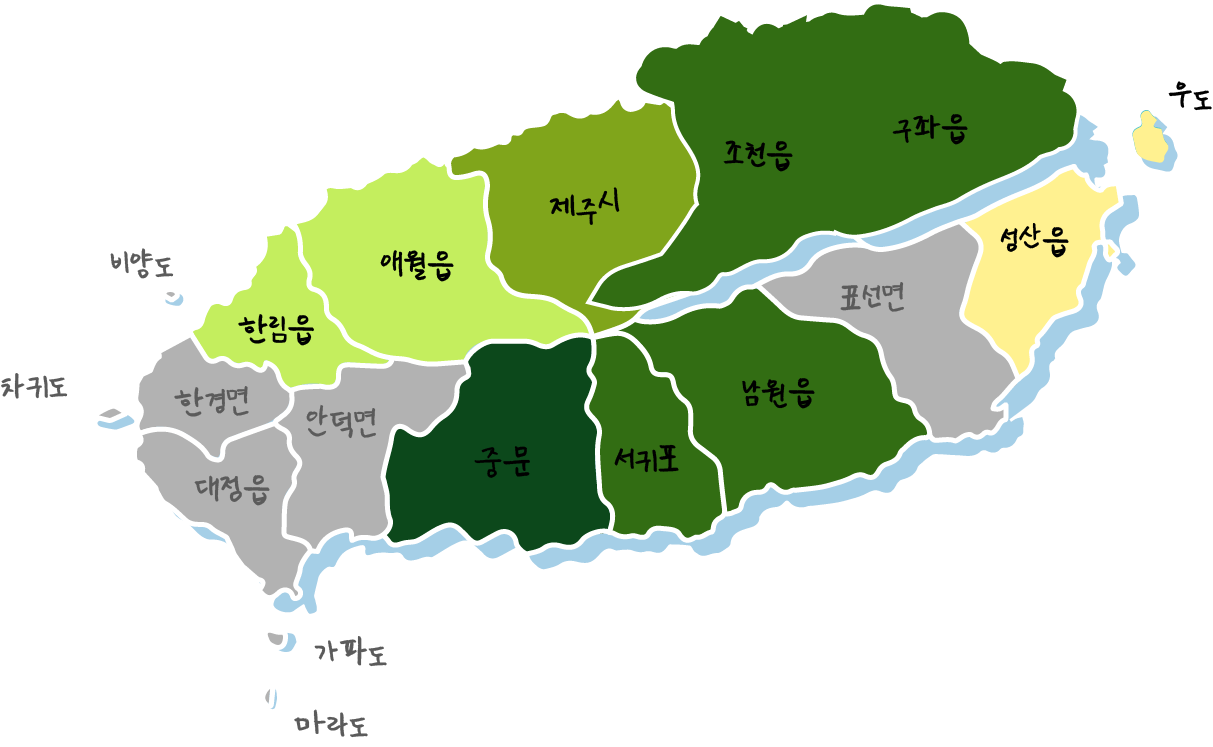 우도
구좌읍
조천읍
제주시
성산읍
애월읍
비양도
표선면
한림읍
차귀도
한경면
남원읍
안덕면
중문
서귀포
대정읍
가파도
마라도